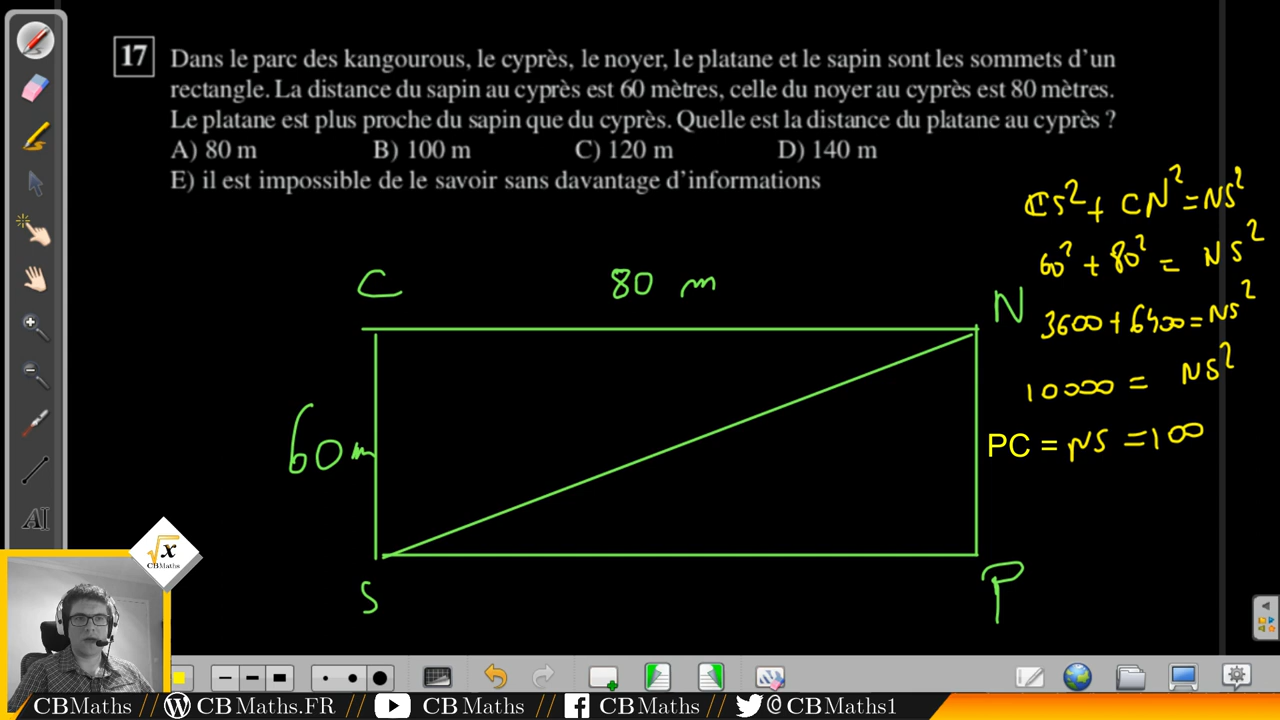 17 Dans le parc des kangourous, le cyprès, le noyer, le platane et le sapin sont les sommets d’un
rectangle. La distance du sapin au cyprès est 60 mètres, celle du noyer au cyprès est 80 mètres.
Le platane est plus proche du sapin que du cyprès. Quelle est la distance du platane au cyprès ?
A) 80 m B) 100 m C) 120 m D) 140 m
E) il est impossible de le savoir sans davantage d’informations
CS² + CN² = NS²
60² + 80² = NS²
C 80 m N
3600 + 6400 = NS²
10000 = NS²
60 m
PC = NS = 100
AI
√x
CBMaths
S P
CBMaths CBMaths.FR CBMaths CBMaths @CBMaths1